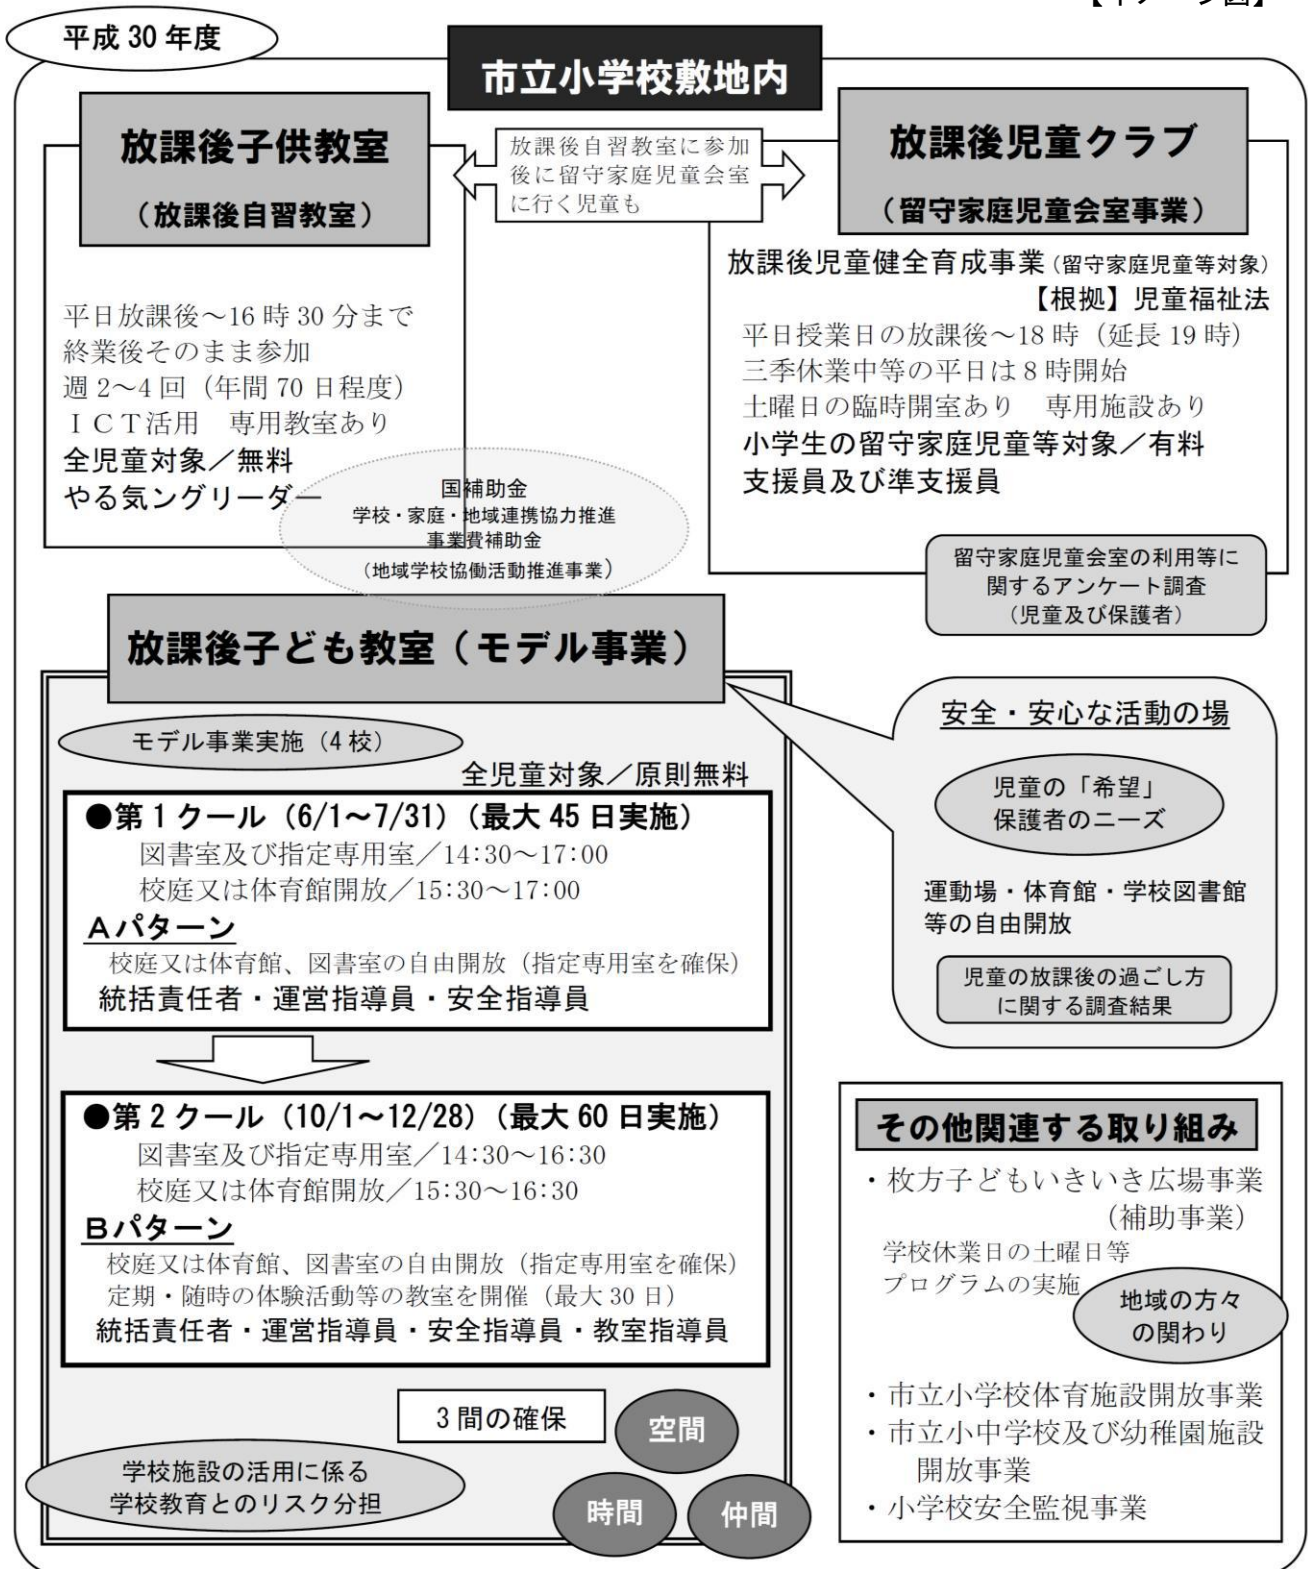 【イメージ図】
平成30年度
市立小学校敷地内
放課後子供教室
（放課後自習教室）
放課後自習教室に参加
後に留守家庭児童会室
に行く児童も
放課後児童クラブ
（留守家庭児童会室事業）
平日放課後～16時30分まで
終業後そのまま参加
週2～4回（年間70日程度）
ＩＣＴ活用　専用教室あり
全児童対象／無料
やる気ングリーダー
放課後児童健全育成事業（留守家庭児童等対象）
【根拠】児童福祉法
平日授業日の放課後～18時（延長19時）
三季休業中等の平日は8時開始
土曜日の臨時開室あり　専用施設あり
小学生の留守家庭児童等対象／有料
支援員及び準支援員
国補助金
学校・家庭・地域連携協力推進
事業費補助金
（地域学校協働活動推進事業）
留守家庭児童会室の利用等に
関するアンケート調査
（児童及び保護者）
放課後子ども教室（モデル事業）
モデル事業実施（4校）
全児童対象／原則無料
●第1クール（6/1～7/31）（最大45日実施）
図書室及び指定専用室／14:30～17:00
校庭又は体育館開放／15:30～17:00
Ａパターン
校庭又は体育館、図書室の自由開放（指定専用室を確保）
統括責任者・運営指導員・安全指導員
●第2クール（10/1～12/28）（最大60日実施）
図書室及び指定専用室／14:30～16:30
校庭又は体育館開放／15:30～16:30
Ｂパターン
校庭又は体育館、図書室の自由開放（指定専用室を確保）
定期・随時の体験活動等の教室を開催（最大30日）
統括責任者・運営指導員・安全指導員・教室指導員
3間の確保
空間
時間
仲間
学校施設の活用に係る
学校教育とのリスク分担
安全・安心な活動の場
児童の「希望」
保護者のニーズ
運動場・体育館・学校図書館
等の自由開放
児童の放課後の過ごし方
に関する調査結果
その他関連する取り組み
・枚方子どもいきいき広場事業
（補助事業）
学校休業日の土曜日等
プログラムの実施
地域の方々
の関わり
・市立小学校体育施設開放事業
・市立小中学校及び幼稚園施設
開放事業
・小学校安全監視事業